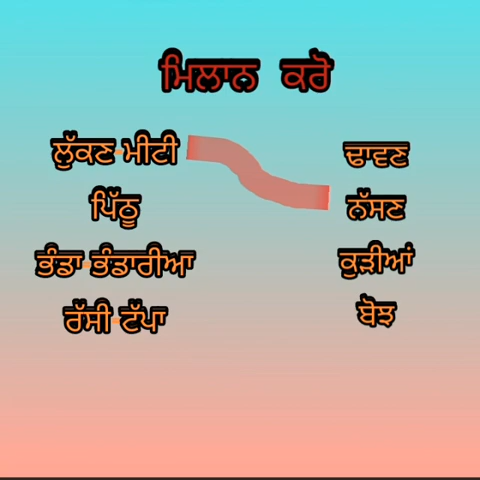 ਮਿਲਾਨ ਕਰੋ
ਲੁੱਕਣ-ਮੀਟੀ ਢਾਵਣ
ਪਿੱਠੂ ਨੱਸਣ
ਭੰਡਾ-ਭੰਡਾਰੀਆ ਕੁੜੀਆਂ
ਰੱਸੀ-ਟੱਪਾ ਬੋਝ